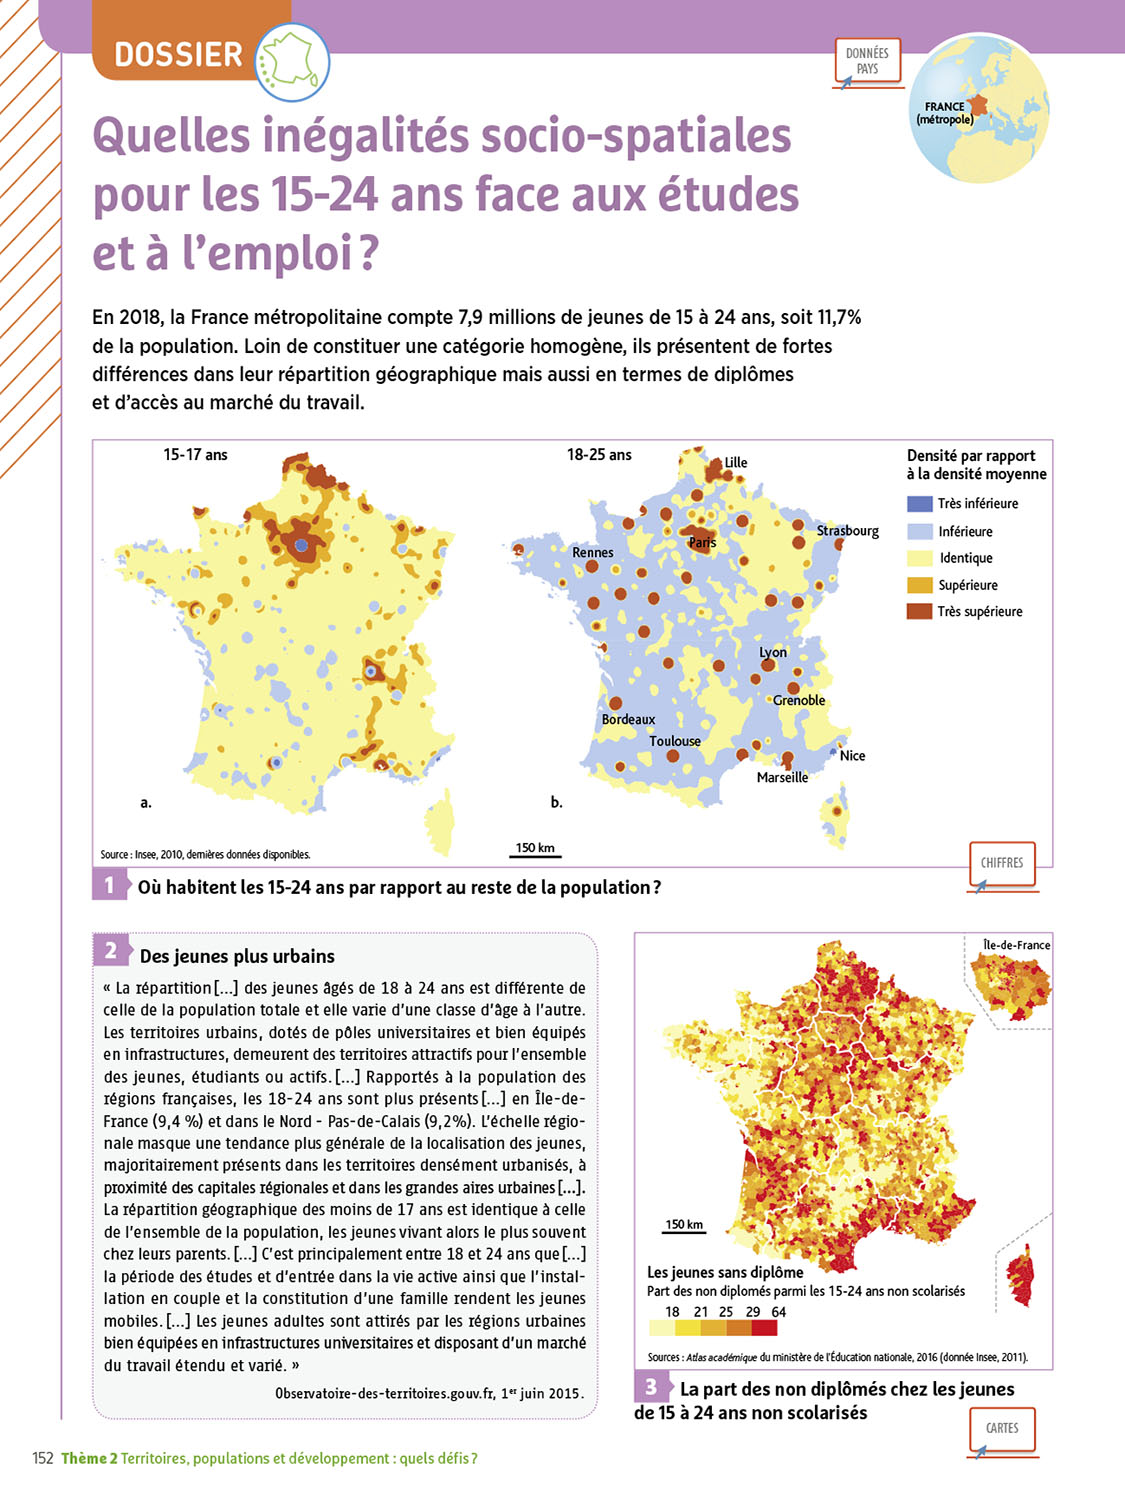 DOSSIER
DONNÉES
PAYS
FRANCE
(métropole)
Quelles inégalités socio-spatiales
pour les 15-24 ans face aux études
et à l'emploi ?
En 2018, la France métropolitaine compte 7,9 millions de jeunes de 15 à 24 ans, soit 11,7%
de la population. Loin de constituer une catégorie homogène, ils présentent de fortes
différences dans leur répartition géographique mais aussi en termes de diplômes
et d'accès au marché du travail.
15-17 ans
a.
Source : Insee, 2010, dernières données disponibles.
18-25 ans
Lille
Strasbourg
Paris
Rennes
Lyon
Grenoble
Bordeaux
Toulouse
Nice
Marseille
b.
150 km
Densité par rapport
à la densité moyenne
Très inférieure
Inférieure
Identique
Supérieure
Très supérieure
CHIFFRES
1 Où habitent les 15-24 ans par rapport au reste de la population ?
2 Des jeunes plus urbains
« La répartition [...] des jeunes âgés de 18 à 24 ans est différente de
celle de la population totale et elle varie d'une classe d'âge à l'autre.
Les territoires urbains, dotés de pôles universitaires et bien équipés
en infrastructures, demeurent des territoires attractifs pour l'ensemble
des jeunes, étudiants ou actifs. [...] Rapportés à la population des
régions françaises, les 18-24 ans sont plus présents [...] en Île-de-
France (9,4 %) et dans le Nord - Pas-de-Calais (9,2%). L'échelle régio-
nale masque une tendance plus générale de la localisation des jeunes,
majoritairement présents dans les territoires densément urbanisés, à
proximité des capitales régionales et dans les grandes aires urbaines [...].
La répartition géographique des moins de 17 ans est identique à celle
de l'ensemble de la population, les jeunes vivant alors le plus souvent
chez leurs parents. [...] C'est principalement entre 18 et 24 ans que [...]
la période des études et d'entrée dans la vie active ainsi que l'instal-
lation en couple et la constitution d'une famille rendent les jeunes
mobiles. [...] Les jeunes adultes sont attirés par les régions urbaines
bien équipées en infrastructures universitaires et disposant d'un marché
du travail étendu et varié. »
Observatoire-des-territoires.gouv.fr, 1er juin 2015.
Île-de-France
150 km
Les jeunes sans diplôme
Part des non diplomés parmi les 15-24 ans non scolarisés
18 21 25 29 64
Sources : Atlas académique du ministère de l'Éducation nationale, 2016 (donnée Insee, 2011).
3 La part des non diplômés chez les jeunes
de 15 à 24 ans non scolarisés
CARTES
152 Thème 2 Territoires, populations et développement : quels défis ?